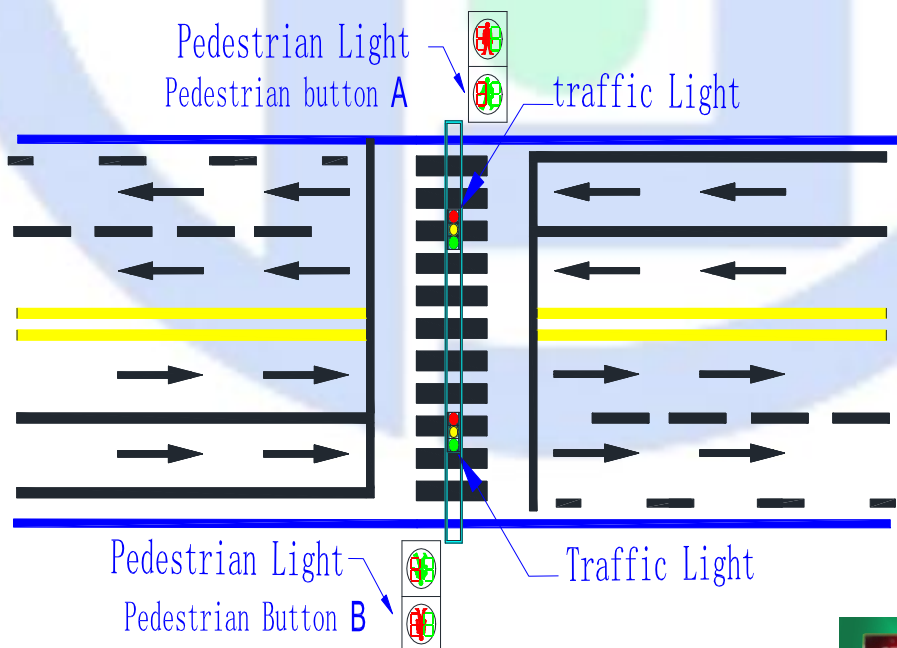 Pedestrian Light
Pedestrian button A
traffic Light
Pedestrian Light
Pedestrian Button B
Traffic Light